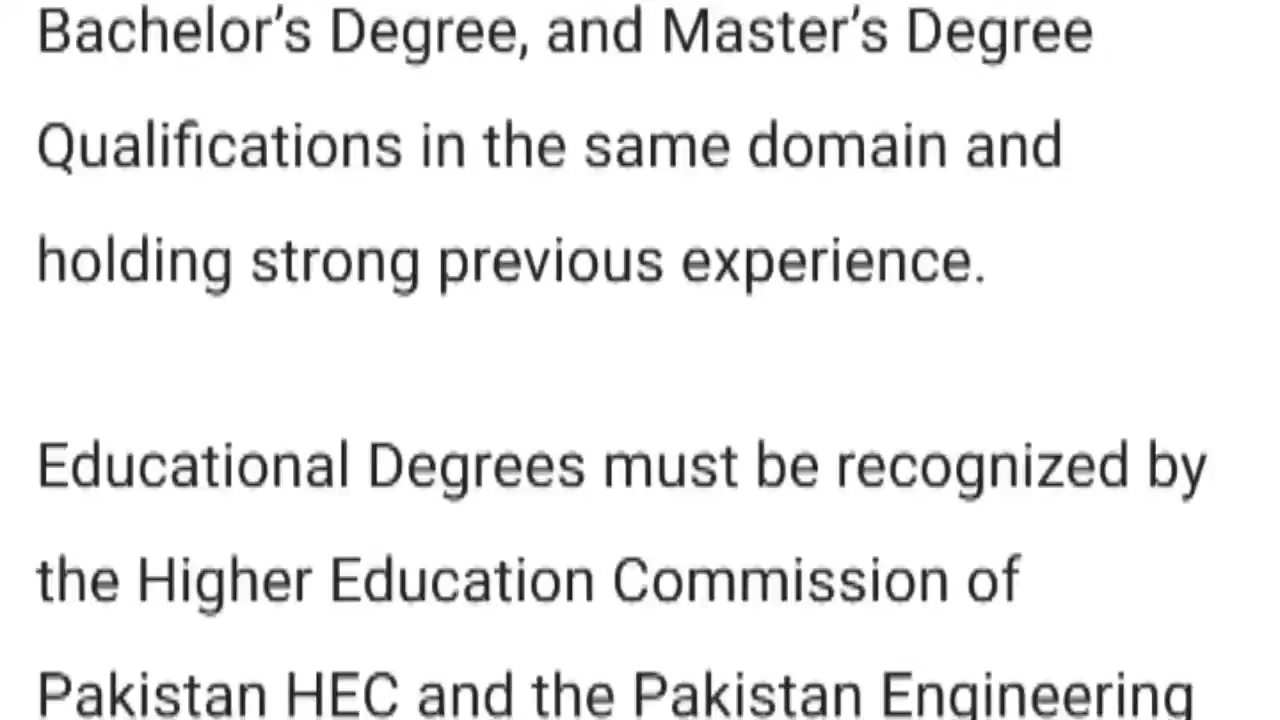 Bachelor’s Degree, and Master’s Degree
Qualifications in the same domain and
holding strong previous experience.
Educational Degrees must be recognized by
the Higher Education Commission of
Pakistan HEC and the Pakistan Engineering